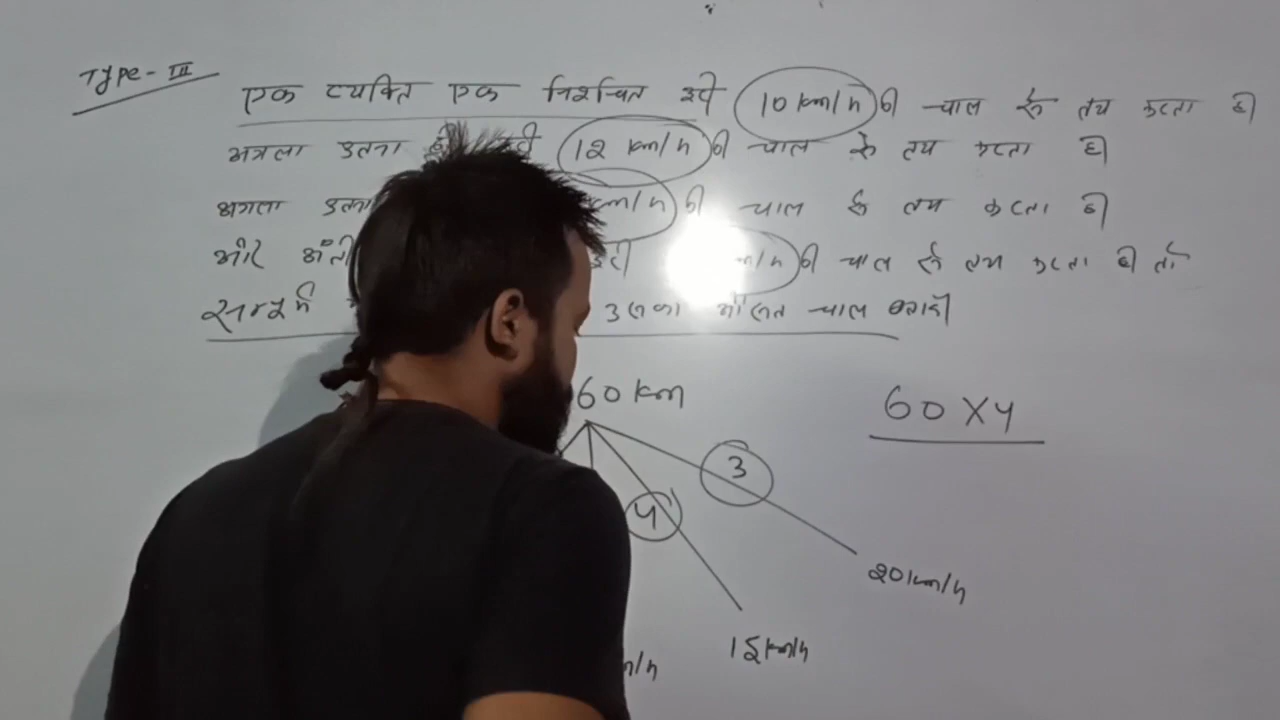 Type-III
एक व्यक्ति एक निश्चित दूरी 10 km/h की चाल से तय करता है
अगला उतना ही दूरी 12 km/h की चाल से तय करता है
अगला उतना km/h की चाल से तय करता है
और km/h की चाल से तय करता है तो
सम्पूर्ण उसका औसत चाल बतावें
60 km
60 X 4
3
4
20 km/h
15 km/h